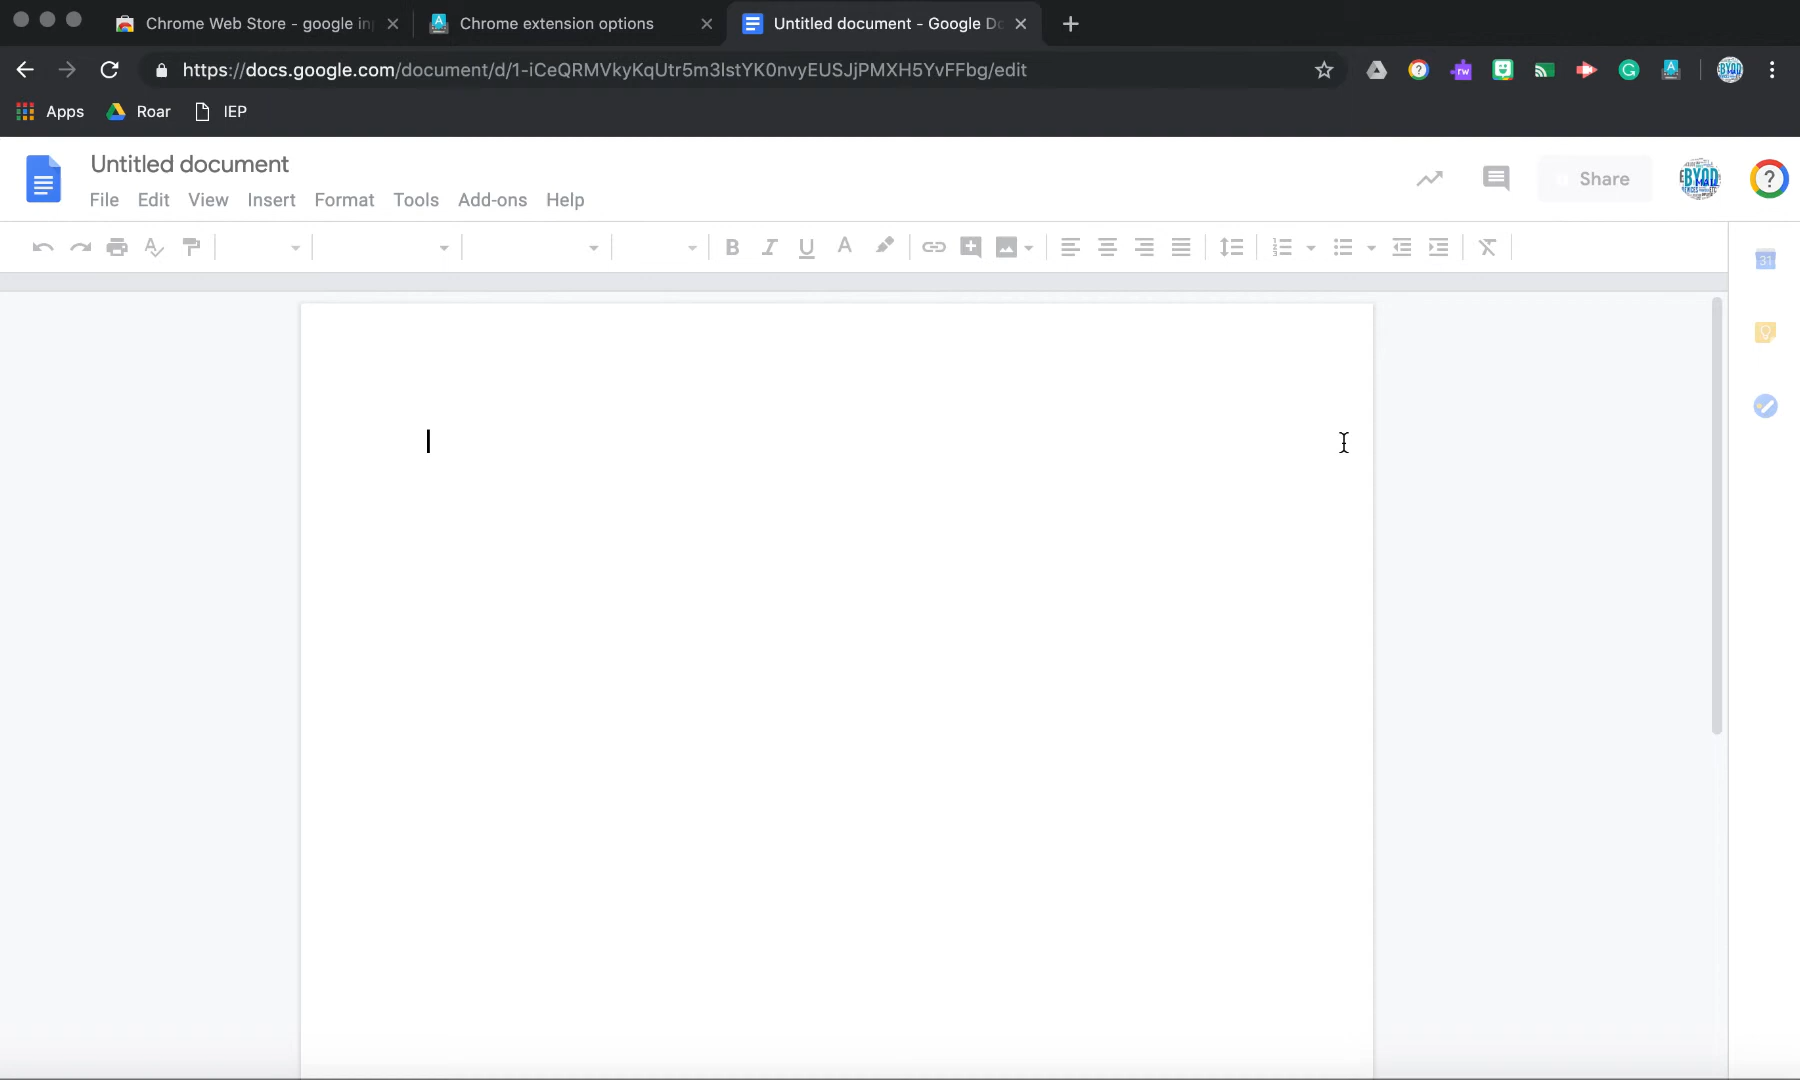 Chrome Web Store - google in
Chrome extension options
Untitled document - Google Do
https://docs.google.com/document/d/1-iCeQRMVkyKqUtr5m3lstYK0nvyEUSJjPMXH5YvFFbg/edit
Apps
Roar
IEP
Untitled document
File Edit View Insert Format Tools Add-ons Help
Share
BYOD
31